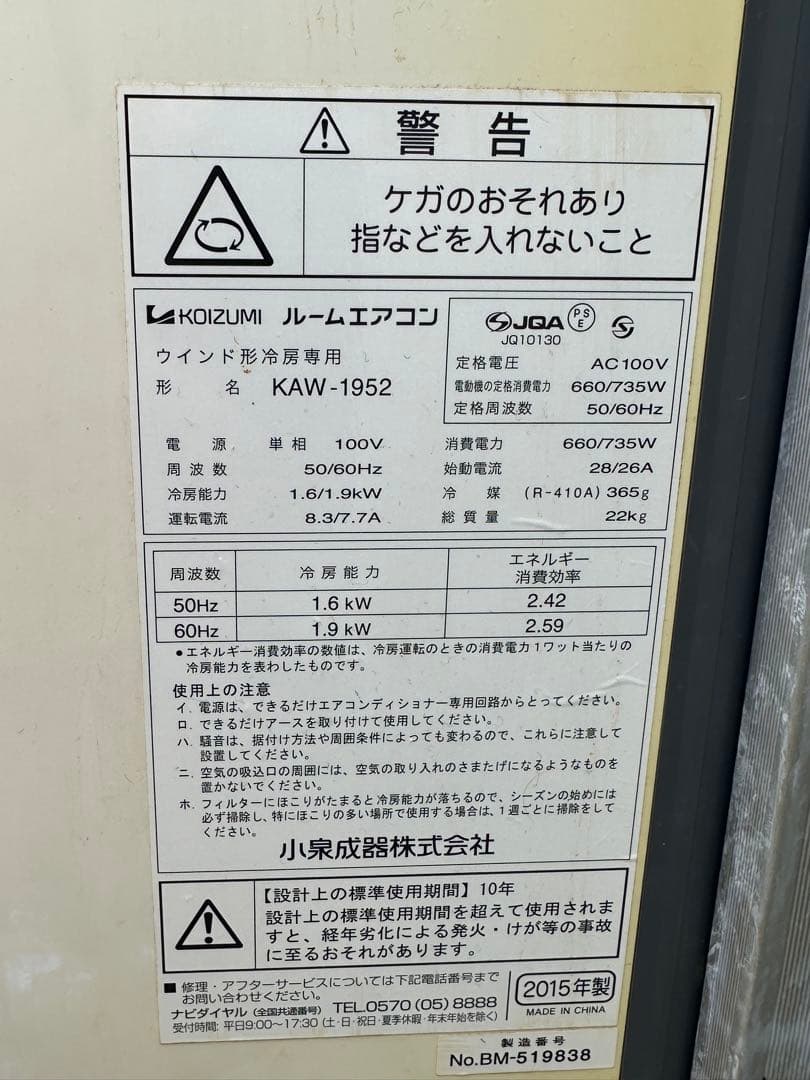 警告
ケガのおそれあり
指などを入れないこと
KOIZUMI ルームエアコン
ウインド形冷房専用
形 名 KAW-1952
JQA PSE S
JQ10130
定格電圧 AC100V
電動機の定格消費電力 660/735W
定格周波数 50/60Hz
電源 単相 100V
周波数 50/60Hz
冷房能力 1.6/1.9kW
運転電流 8.3/7.7A
消費電力 660/735W
始動電流 28/26A
冷媒 (R-410A) 365g
総質量 22kg
周波数 冷房能力 エネルギー消費効率
50Hz 1.6 kW 2.42
60Hz 1.9 kW 2.59
●エネルギー消費効率の数値は、冷房運転のときの消費電力1ワット当たりの
冷房能力を表わしたものです。
使用上の注意
イ. 電源は、できるだけエアコンディショナー専用回路からとってください。
ロ. できるだけアースを取り付けて使用してください。
ハ. 騒音は、据付け方法や周囲条件によっても変わるので、これらに注意して
設置してください。
ニ. 空気の吸込口の周囲には、空気の取り入れのさまたげになるようなものを
置かないでください。
ホ. フィルターにほこりがたまると冷房能力が落ちるので、シーズンの始めには
必ず掃除し、特にほこりの多い場所で使用する場合は、1週ごとに掃除をして
ください。
小泉成器株式会社
【設計上の標準使用期間】10年
設計上の標準使用期間を超えて使用されま
すと、経年劣化による発火・けが等の事故
に至るおそれがあります。
■ 修理・アフターサービスについては下記電話番号まで
お問い合わせください。
ナビダイヤル (全国共通番号) TEL.0570 (05) 8888
受付時間: 平日9:00〜17:30 (土・日・祝日・夏季休暇・年末年始を除く)
2015年製
MADE IN CHINA
製造番号
No.BM-519838